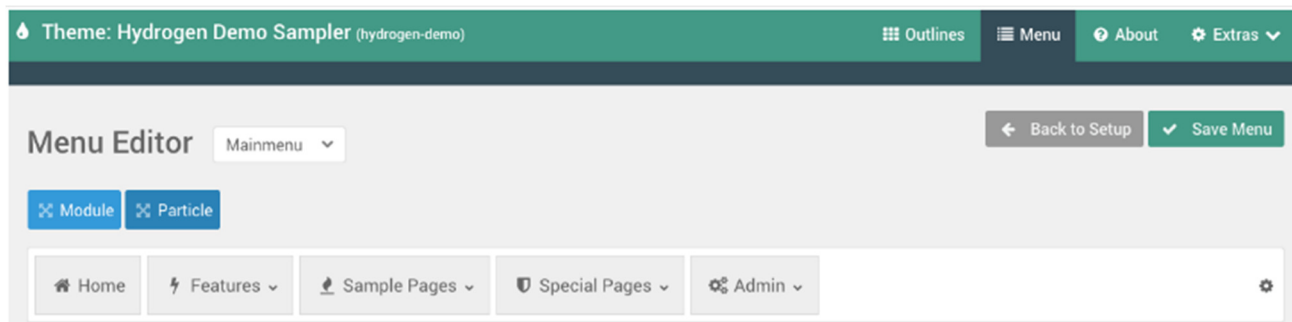 Theme: Hydrogen Demo Sampler (hydrogen-demo) Outlines Menu About Extras
Menu Editor Mainmenu Back to Setup Save Menu
Module Particle
Home Features Sample Pages Special Pages Admin